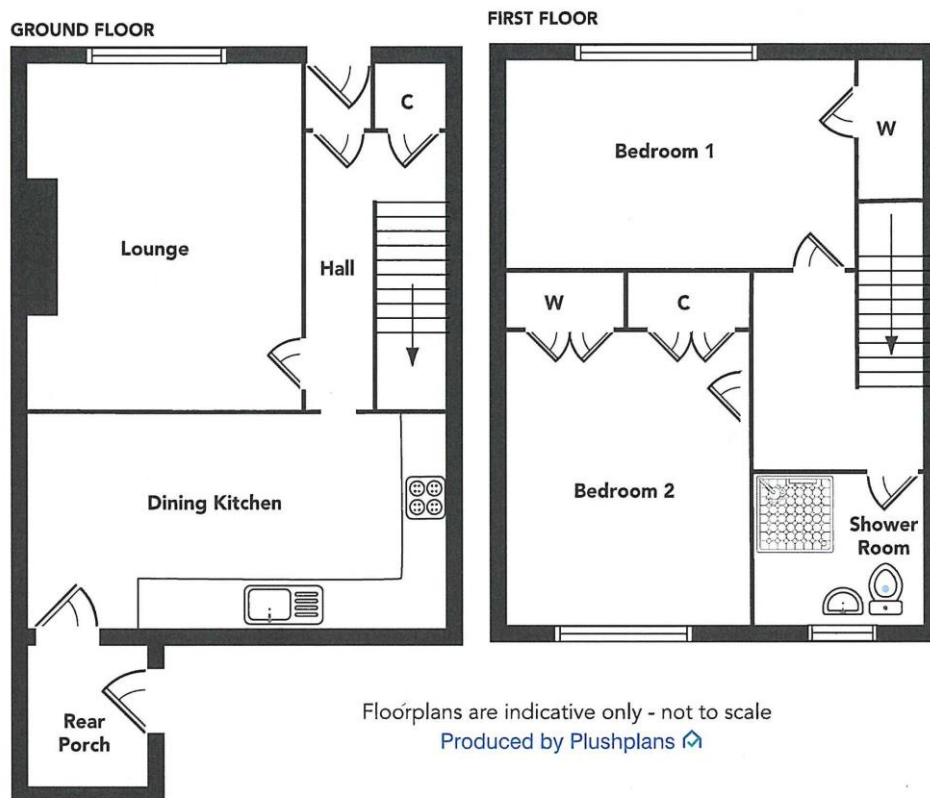 GROUND FLOOR
C
Lounge
Hall
Dining Kitchen
Rear
Porch
FIRST FLOOR
Bedroom 1
W
W
C
Bedroom 2
Shower
Room
Floorplans are indicative only - not to scale
Produced by Plushplans